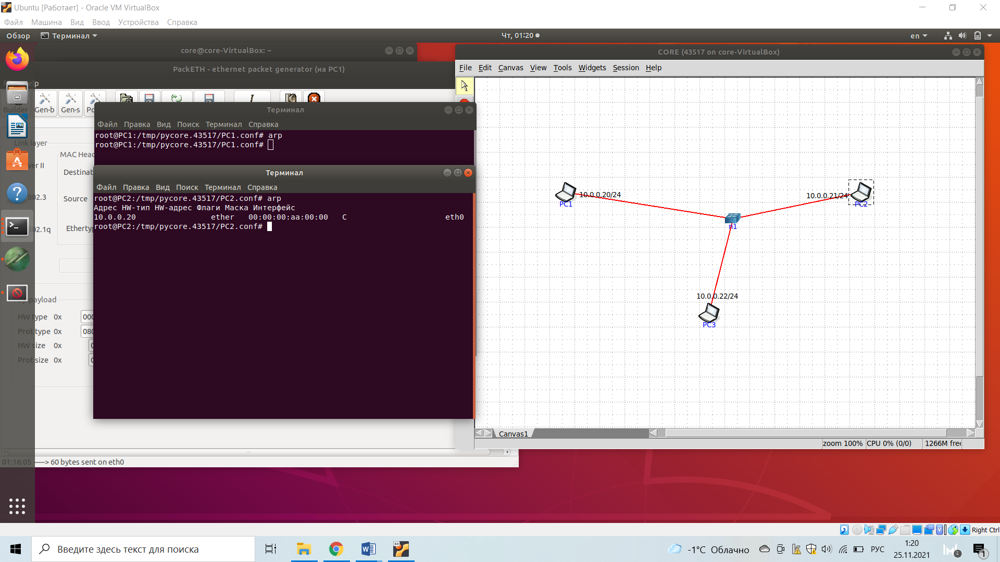 Ubuntu [Работает] - Oracle VM VirtualBox
Файл Машина Вид Ввод Устройства Справка
Обзор Терминал Чт, 01:20 en
core@core-VirtualBox: ~
PackETH - ethernet packet generator (на PC1)
Builder Gen-b Gen-s
Link layer
ver II
MAC Head
Destinat
802.3
Source
802.1q
Ethertyp
payload
HW type 0x 000
Prot type 0x 080
HW size 0x 0
Prot size 0x 0
01:16:05 ----> 60 bytes sent on eth0
Терминал
Файл Правка Вид Поиск Терминал Справка
root@PC1:/tmp/pycore.43517/PC1.conf# arp
root@PC1:/tmp/pycore.43517/PC1.conf#
Терминал
Файл Правка Вид Поиск Терминал Справка
root@PC2:/tmp/pycore.43517/PC2.conf# arp
Адрес HW-тип HW-адрес Флаги Маска Интерфейс
10.0.0.20 ether 00:00:00:aa:00:00 C eth0
root@PC2:/tmp/pycore.43517/PC2.conf#
CORE (43517 on core-VirtualBox)
File Edit Canvas View Tools Widgets Session Help
10.0.0.20/24
PC1
10.0.0.21/24
PC2
n1
10.0.0.22/24
PC3
Canvas1
zoom 100% CPU 0% (0/0) 1266M free
Right Ctrl
Введите здесь текст для поиска
64
-1°C Облачно
РУС
1:20
25.11.2021
3
1